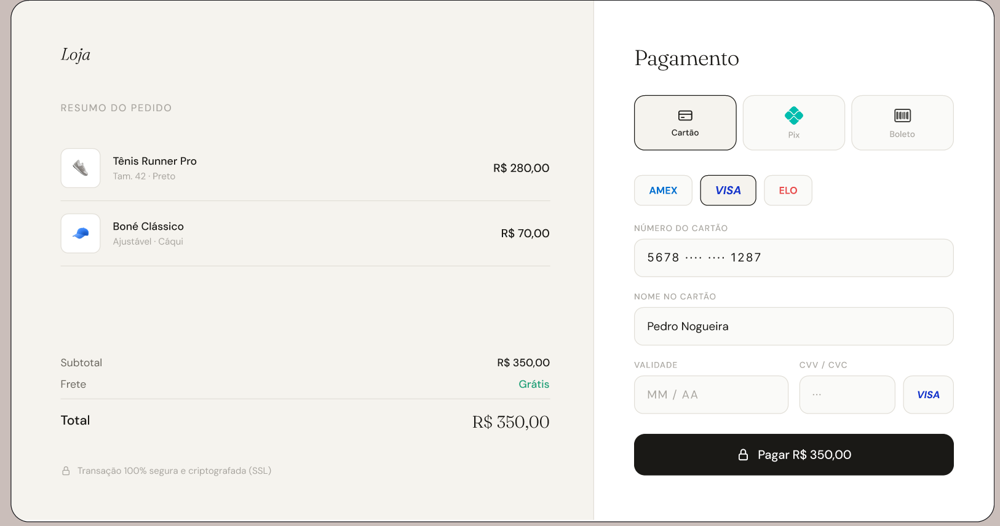 Loja
RESUMO DO PEDIDO
Tênis Runner Pro
Tam. 42 · Preto
R$ 280,00
Boné Clássico
Ajustável · Cáqui
R$ 70,00
Subtotal
R$ 350,00
Frete
Grátis
Total
R$ 350,00
Transação 100% segura e criptografada (SSL)
Pagamento
Cartão
Pix
Boleto
AMEX
VISA
ELO
NÚMERO DO CARTÃO
5678 ···· ···· 1287
NOME NO CARTÃO
Pedro Nogueira
VALIDADE
MM / AA
CVV / CVC
···
VISA
Pagar R$ 350,00